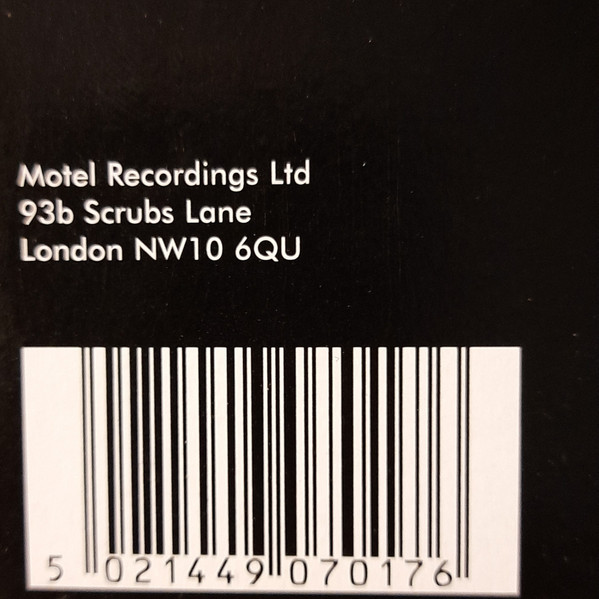 Motel Recordings Ltd
93b Scrubs Lane
London NW10 6QU
5 021449 070176